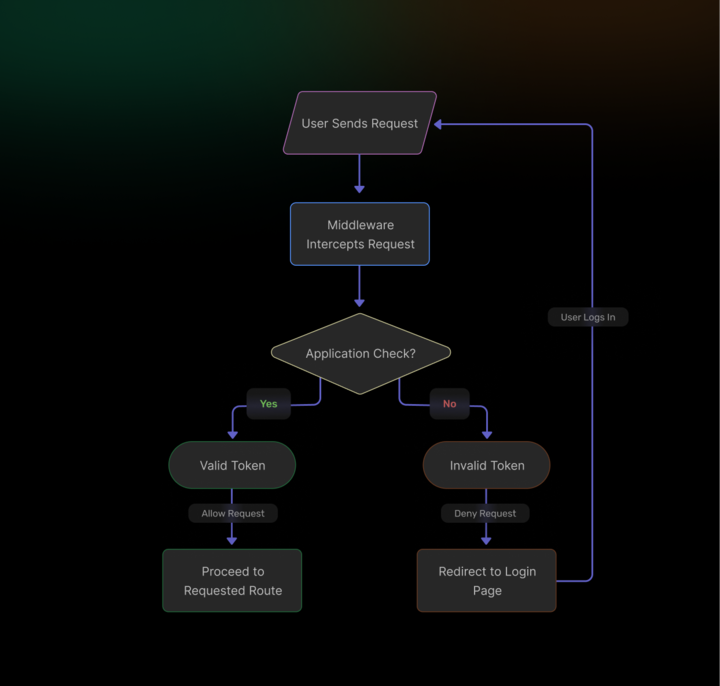 User Sends Request
Middleware
Intercepts Request
User Logs In
Application Check?
Yes
No
Valid Token
Invalid Token
Allow Request
Deny Request
Proceed to
Requested Route
Redirect to Login
Page